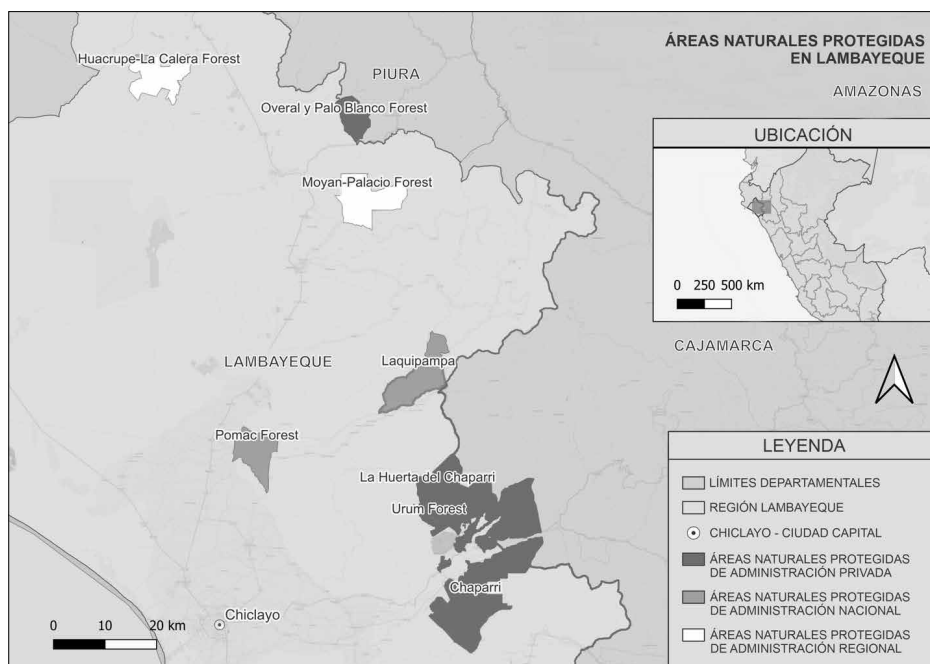 ÁREAS NATURALES PROTEGIDAS
EN LAMBAYEQUE
Huacrupe-La Calera Forest
PIURA
AMAZONAS
Overal y Palo Blanco Forest
UBICACIÓN
Moyan-Palacio Forest
0 250 500 km
CAJAMARCA
LAMBAYEQUE
Laquipampa
Pomac Forest
La Huerta del Chaparri
Urum Forest
Chaparrí
Chiclayo
0 10 20 km
LEYENDA
LÍMITES DEPARTAMENTALES
REGIÓN LAMBAYEQUE
CHICLAYO - CIUDAD CAPITAL
ÁREAS NATURALES PROTEGIDAS
DE ADMINISTRACIÓN PRIVADA
ÁREAS NATURALES PROTEGIDAS
DE ADMINISTRACIÓN NACIONAL
ÁREAS NATURALES PROTEGIDAS
DE ADMINISTRACIÓN REGIONAL